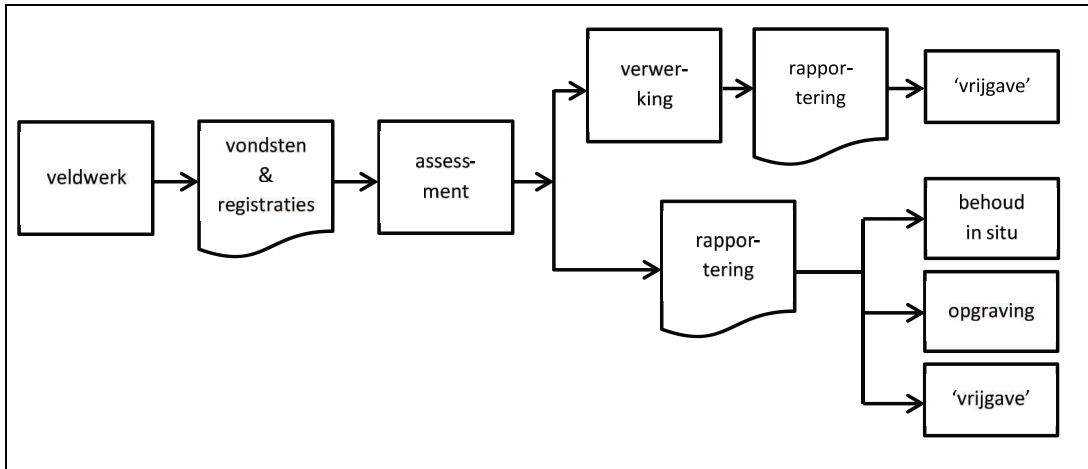 veldwerk
vondsten
&
registraties
assess-
ment
verwer-
king
rappor-
tering
‘vrijgave’
rappor-
tering
behoud
in situ
opgraving
‘vrijgave’